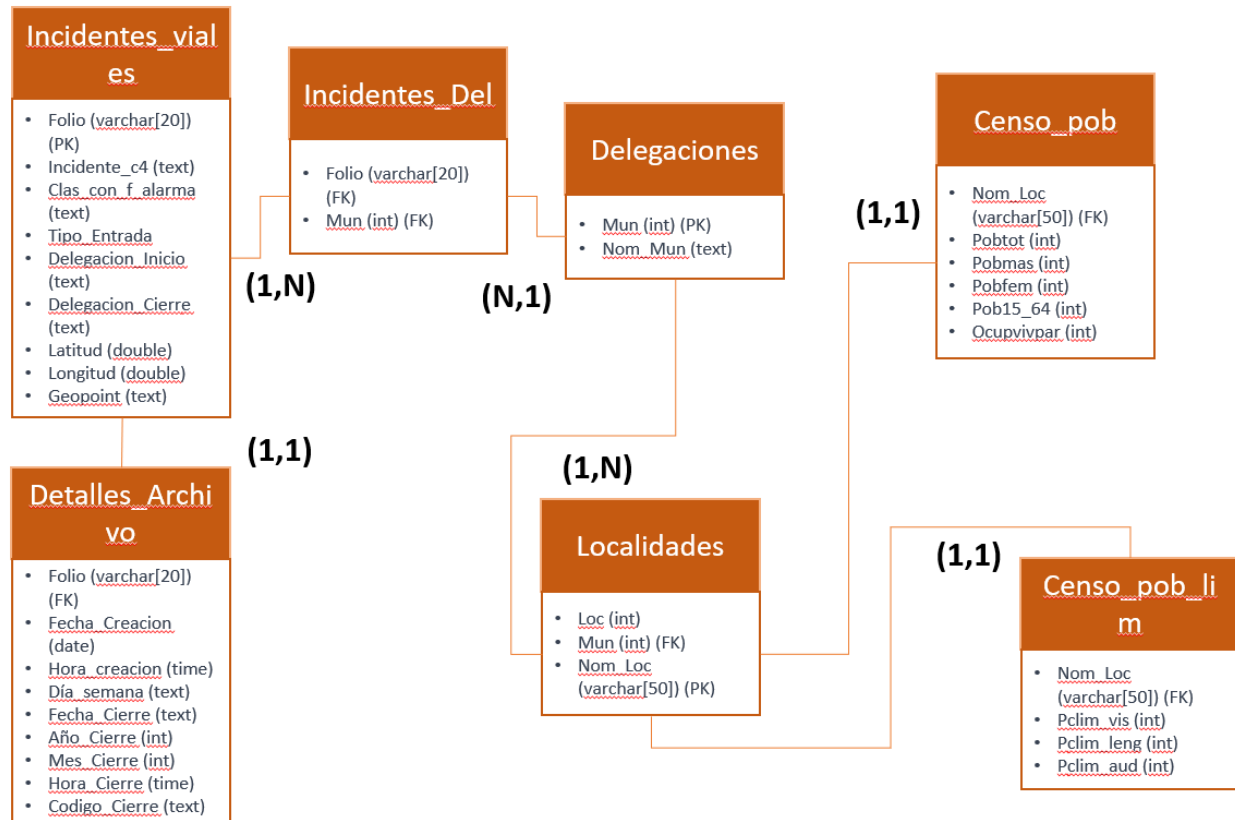 Incidentes_vial
es
• Folio (varchar[20])
(PK)
• Incidente_c4 (text)
• Clas_con_f_alarma
(text)
• Tipo_Entrada
• Delegacion_Inicio
(text)
• Delegacion_Cierre
(text)
• Latitud (double)
• Longitud (double)
• Geopoint (text)
(1,N)
Incidentes_Del
• Folio (varchar[20])
(FK)
• Mun (int) (FK)
(N,1)
Delegaciones
• Mun (int) (PK)
• Nom_Mun (text)
(1,1)
Censo_pob
• Nom_Loc
(varchar[50]) (FK)
• Pobtot (int)
• Pobmas (int)
• Pobfem (int)
• Pob15_64 (int)
• Ocupvivpar (int)
(1,1)
Detalles_Archi
vo
• Folio (varchar[20])
(FK)
• Fecha_Creacion
(date)
• Hora_creacion (time)
• Día_semana (text)
• Fecha_Cierre (text)
• Año_Cierre (int)
• Mes_Cierre (int)
• Hora_Cierre (time)
• Codigo_Cierre (text)
(1,N)
Localidades
• Loc (int)
• Mun (int) (FK)
• Nom_Loc
(varchar[50]) (PK)
(1,1)
Censo_pob_li
m
• Nom_Loc
(varchar[50]) (FK)
• Pclim_vis (int)
• Pclim_leng (int)
• Pclim_aud (int)